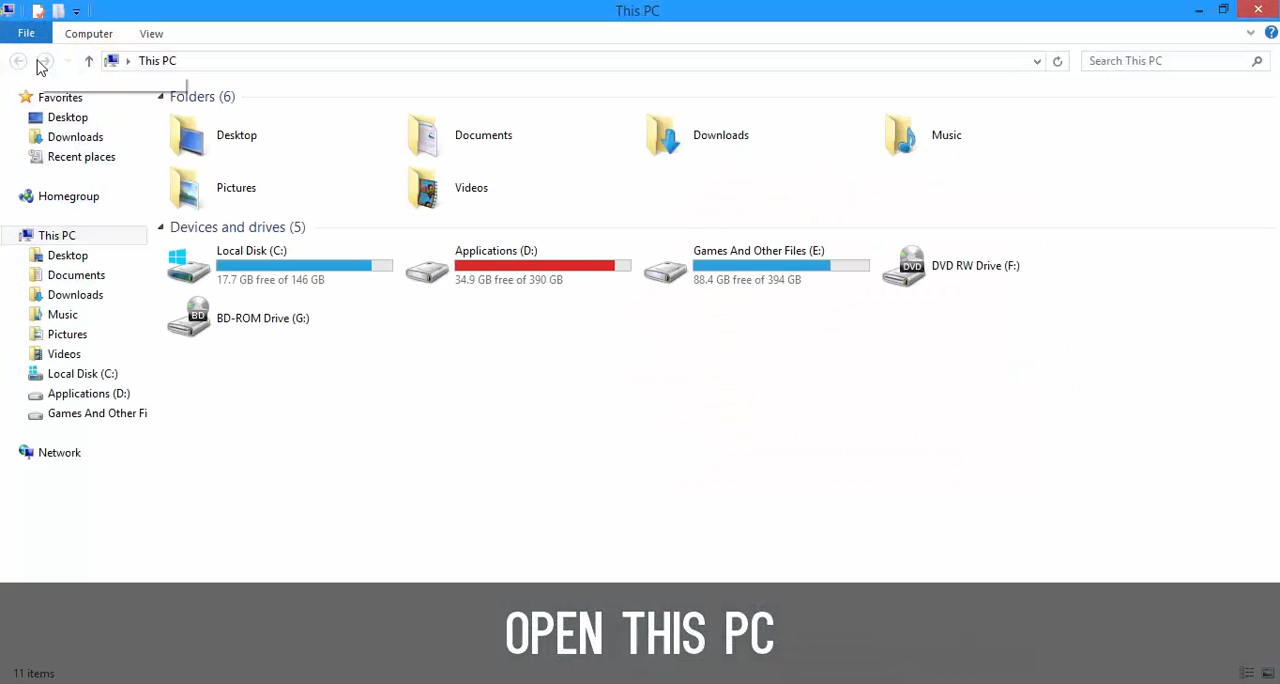 This PC
File
Computer
View
This PC
Search This PC
Favorites
Desktop
Downloads
Recent places
Homegroup
This PC
Desktop
Documents
Downloads
Music
Pictures
Videos
Local Disk (C:)
Applications (D:)
Games And Other Fi
Network
Folders (6)
Desktop
Documents
Downloads
Music
Pictures
Videos
Devices and drives (5)
Local Disk (C:)
17.7 GB free of 146 GB
Applications (D:)
34.9 GB free of 390 GB
Games And Other Files (E:)
88.4 GB free of 394 GB
DVD
DVD RW Drive (F:)
BD
BD-ROM Drive (G:)
OPEN THIS PC
11 items